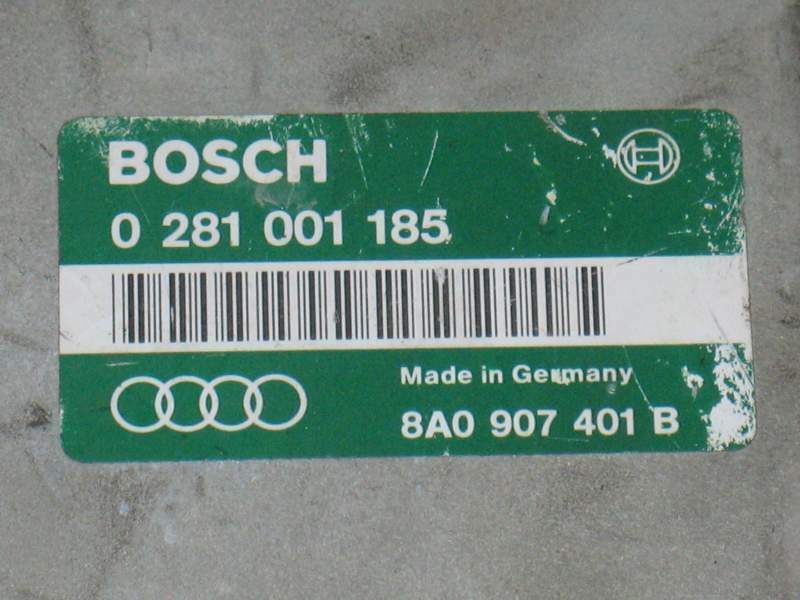 BOSCH
0 281 001 185
Made in Germany
8A0 907 401 B